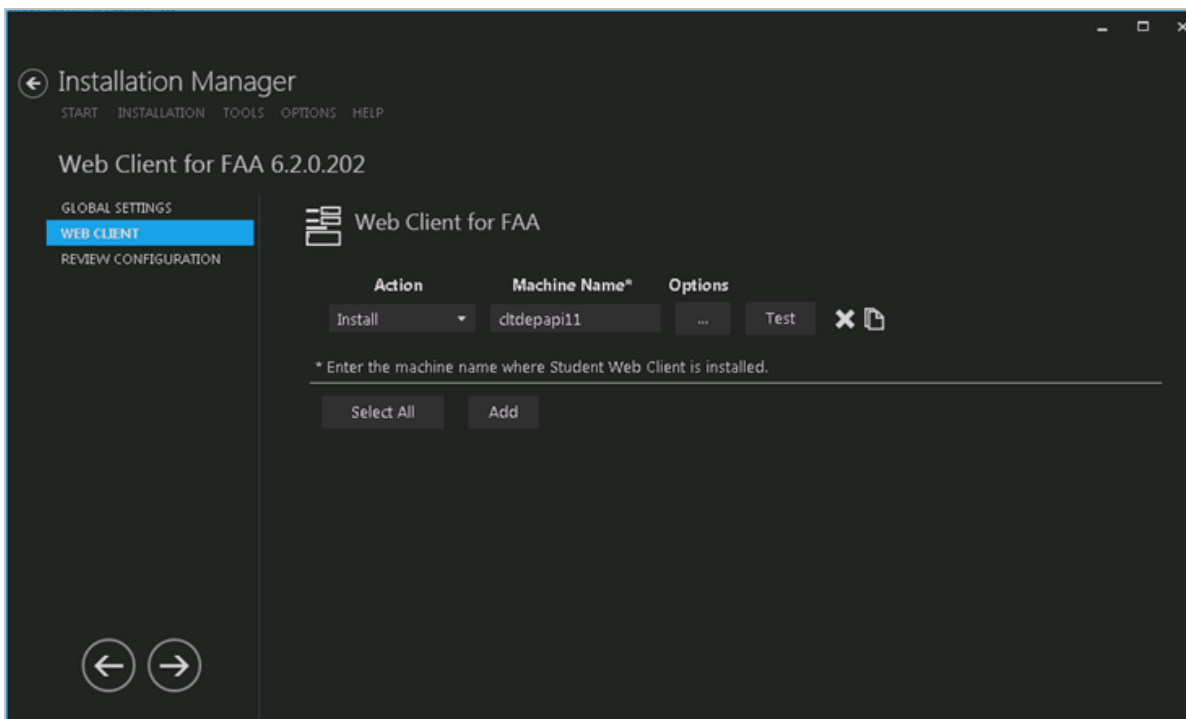 Installation Manager
START INSTALLATION TOOLS OPTIONS HELP
Web Client for FAA 6.2.0.202
GLOBAL SETTINGS
WEB CLIENT
REVIEW CONFIGURATION
Web Client for FAA
Action Machine Name* Options
Install cltdepapi11 ... Test
* Enter the machine name where Student Web Client is installed.
Select All Add